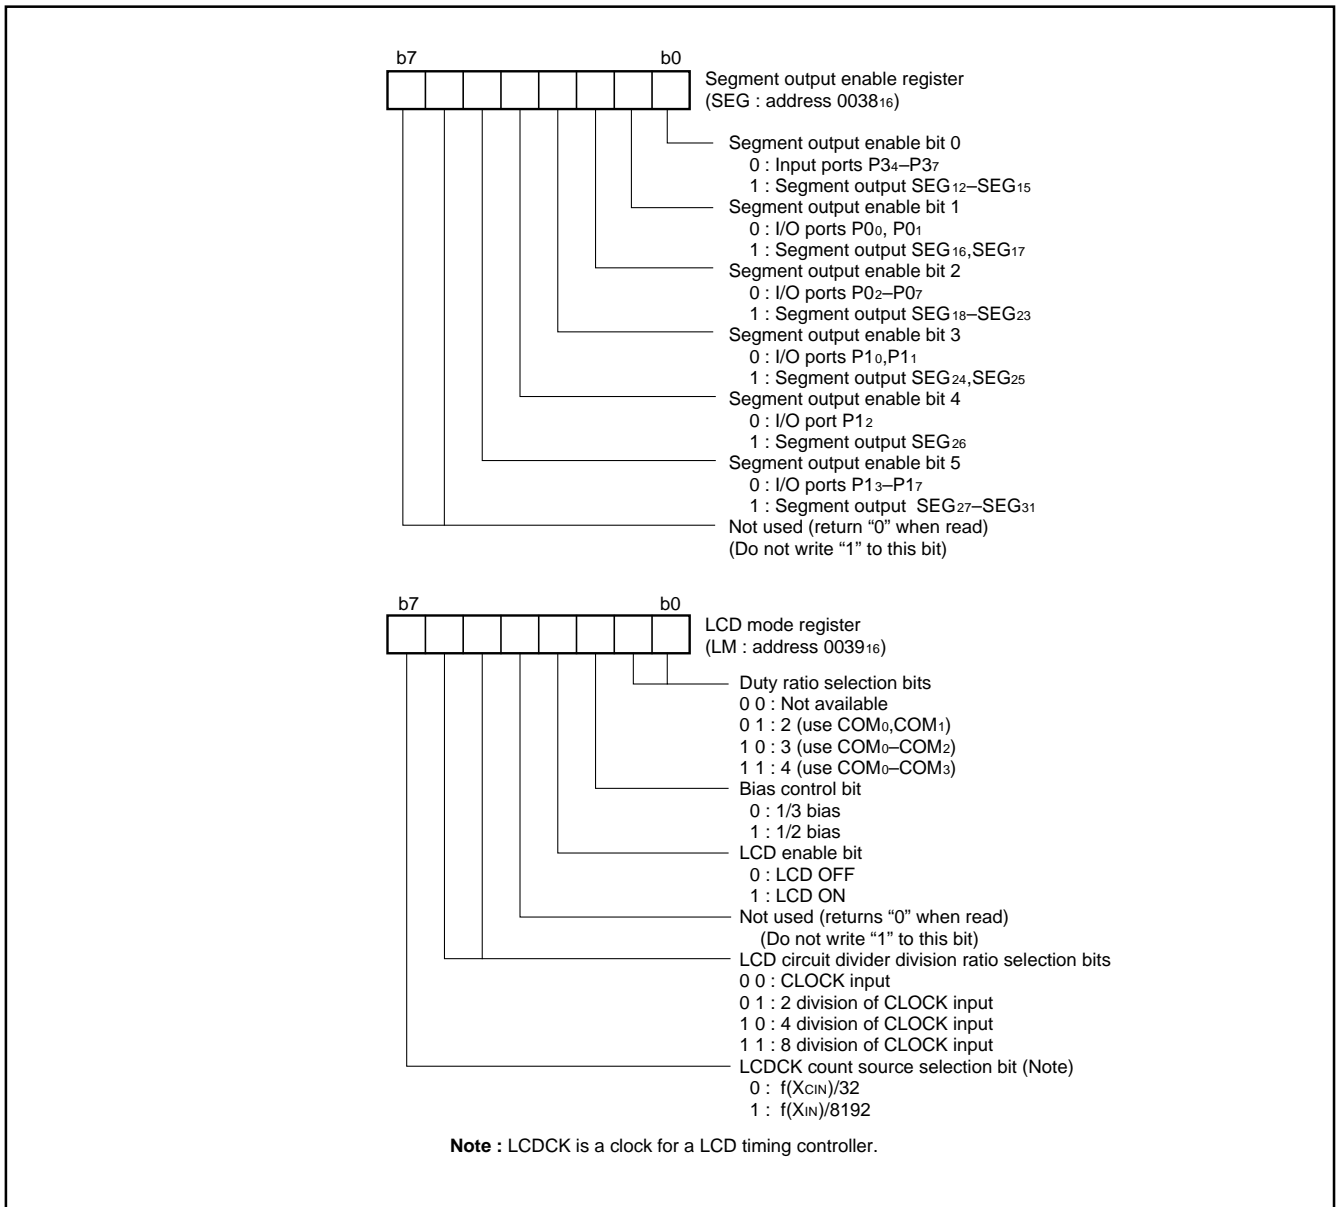 b7 b0
Segment output enable register
(SEG : address 003816)
Segment output enable bit 0
0 : Input ports P34–P37
1 : Segment output SEG12–SEG15
Segment output enable bit 1
0 : I/O ports P00, P01
1 : Segment output SEG16,SEG17
Segment output enable bit 2
0 : I/O ports P02–P07
1 : Segment output SEG18–SEG23
Segment output enable bit 3
0 : I/O ports P10,P11
1 : Segment output SEG24,SEG25
Segment output enable bit 4
0 : I/O port P12
1 : Segment output SEG26
Segment output enable bit 5
0 : I/O ports P13–P17
1 : Segment output SEG27–SEG31
Not used (return “0” when read)
(Do not write “1” to this bit)
b7 b0
LCD mode register
(LM : address 003916)
Duty ratio selection bits
0 0 : Not available
0 1 : 2 (use COM0,COM1)
1 0 : 3 (use COM0–COM2)
1 1 : 4 (use COM0–COM3)
Bias control bit
0 : 1/3 bias
1 : 1/2 bias
LCD enable bit
0 : LCD OFF
1 : LCD ON
Not used (returns “0” when read)
(Do not write “1” to this bit)
LCD circuit divider division ratio selection bits
0 0 : CLOCK input
0 1 : 2 division of CLOCK input
1 0 : 4 division of CLOCK input
1 1 : 8 division of CLOCK input
LCDCK count source selection bit (Note)
0 : f(XCIN)/32
1 : f(XIN)/8192
Note : LCDCK is a clock for a LCD timing controller.